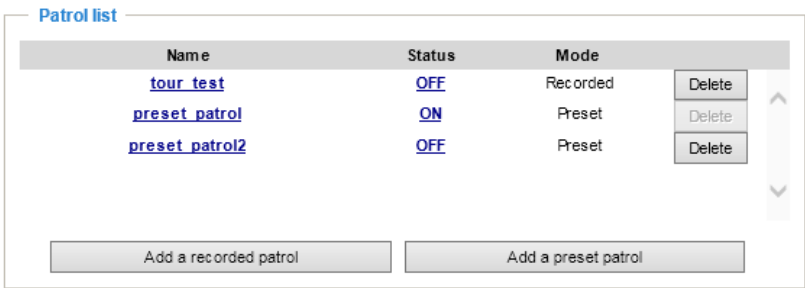 Patrol list
Name Status Mode
tour_test OFF Recorded Delete
preset_patrol ON Preset Delete
preset_patrol2 OFF Preset Delete
Add a recorded patrol Add a preset patrol